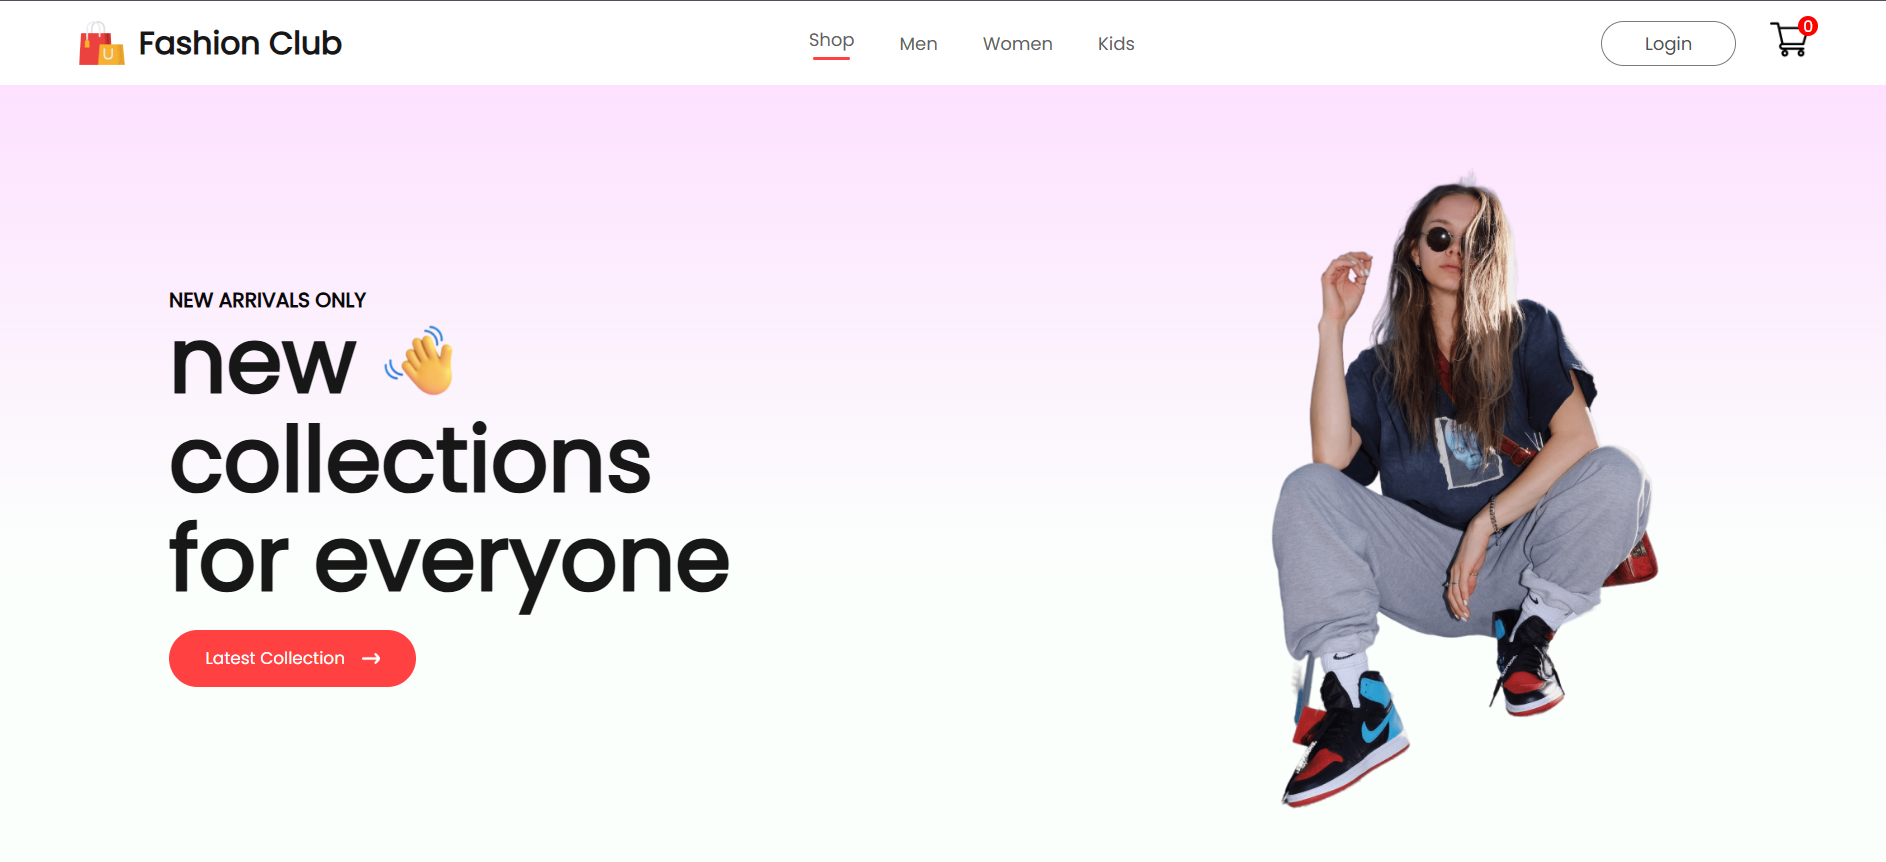 U
Fashion Club
Shop
Men
Women
Kids
Login
0
NEW ARRIVALS ONLY
new 👋
collections
for everyone
Latest Collection →